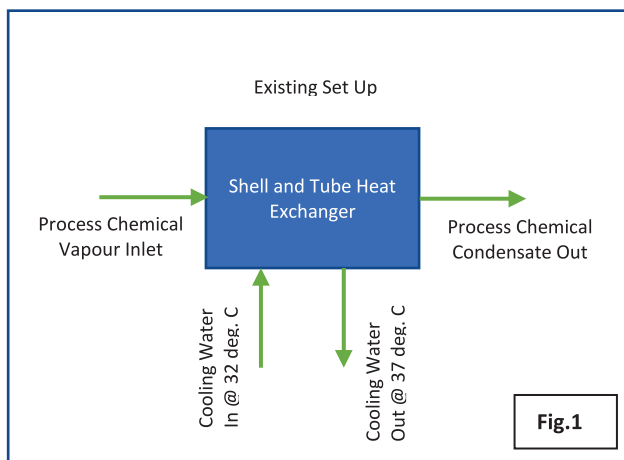 Existing Set Up
Shell and Tube Heat
Exchanger
Process Chemical
Vapour Inlet
Process Chemical
Condensate Out
Cooling Water
In @ 32 deg. C
Cooling Water
Out @ 37 deg. C
Fig.1